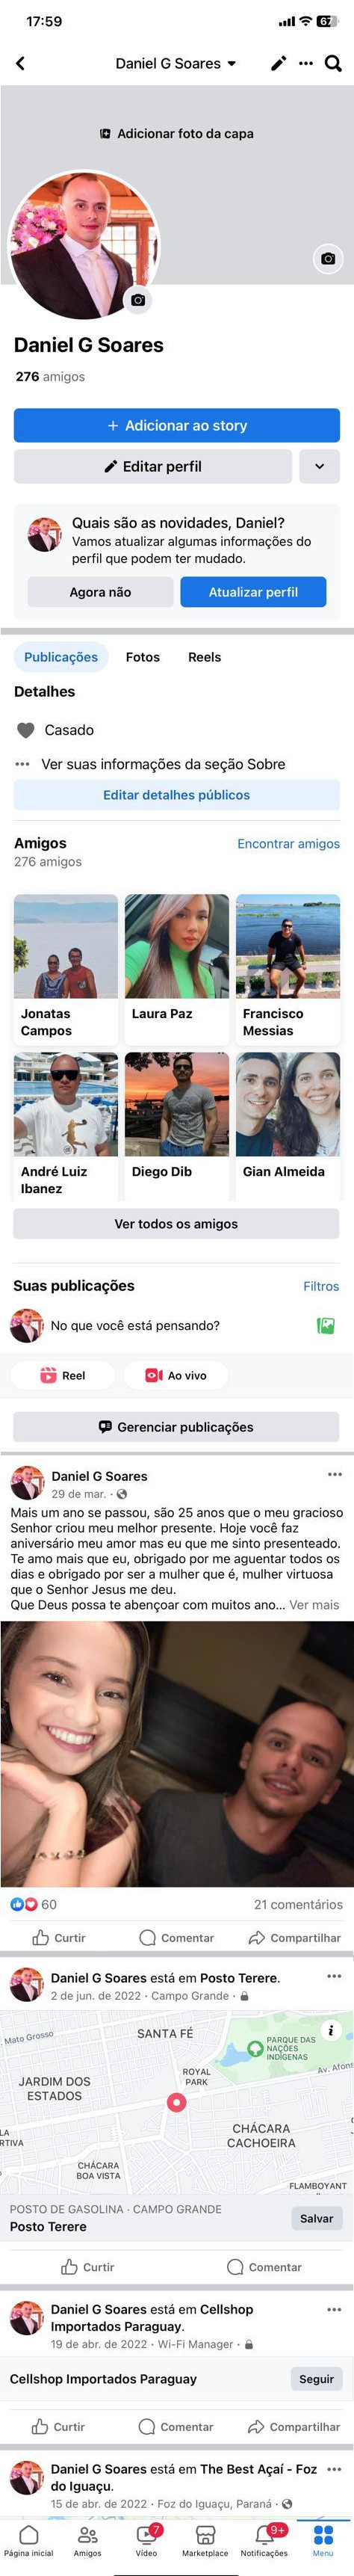 17:59
67
Daniel G Soares
Adicionar foto da capa
Daniel G Soares
276 amigos
+ Adicionar ao story
Editar perfil
Quais são as novidades, Daniel?
Vamos atualizar algumas informações do
perfil que podem ter mudado.
Agora não
Atualizar perfil
Publicações
Fotos
Reels
Detalhes
Casado
Ver suas informações da seção Sobre
Editar detalhes públicos
Amigos
Encontrar amigos
276 amigos
Jonatas
Campos
Laura Paz
Francisco
Messias
André Luiz
Ibanez
Diego Dib
Gian Almeida
Ver todos os amigos
Suas publicações
Filtros
No que você está pensando?
Reel
Ao vivo
Gerenciar publicações
Daniel G Soares
29 de mar. ·
Mais um ano se passou, são 25 anos que o meu gracioso
Senhor criou meu melhor presente. Hoje você faz
aniversário meu amor mas eu que me sinto presenteado.
Te amo mais que eu, obrigado por me aguentar todos os
dias e obrigado por ser a mulher que é, mulher virtuosa
que o Senhor Jesus me deu.
Que Deus possa te abençoar com muitos ano... Ver mais
60
21 comentários
Curtir
Comentar
Compartilhar
Daniel G Soares está em Posto Terere.
2 de jun. de 2022 · Campo Grande ·
Mato Grosso
SANTA FÉ
PARQUE DAS
NAÇÕES
INDÍGENAS
ROYAL
PARK
Av. Afons
JARDIM DOS
ESTADOS
LA
RTIVA
CHÁCARA
CACHOEIRA
CHÁCARA
BOA VISTA
FLAMBOYANT
POSTO DE GASOLINA · CAMPO GRANDE
Posto Terere
Salvar
Curtir
Comentar
Daniel G Soares está em Cellshop
Importados Paraguay.
19 de abr. de 2022 · Wi-Fi Manager ·
Cellshop Importados Paraguay
Seguir
Curtir
Comentar
Compartilhar
Daniel G Soares está em The Best Açaí - Foz
do Iguaçu.
15 de abr. de 2022 · Foz do Iguaçu, Paraná ·
7
9+
Página inicial
Amigos
Vídeo
Marketplace
Notificações
Menu